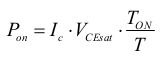 P_on = I_c · V_CEsat · T_ON / T